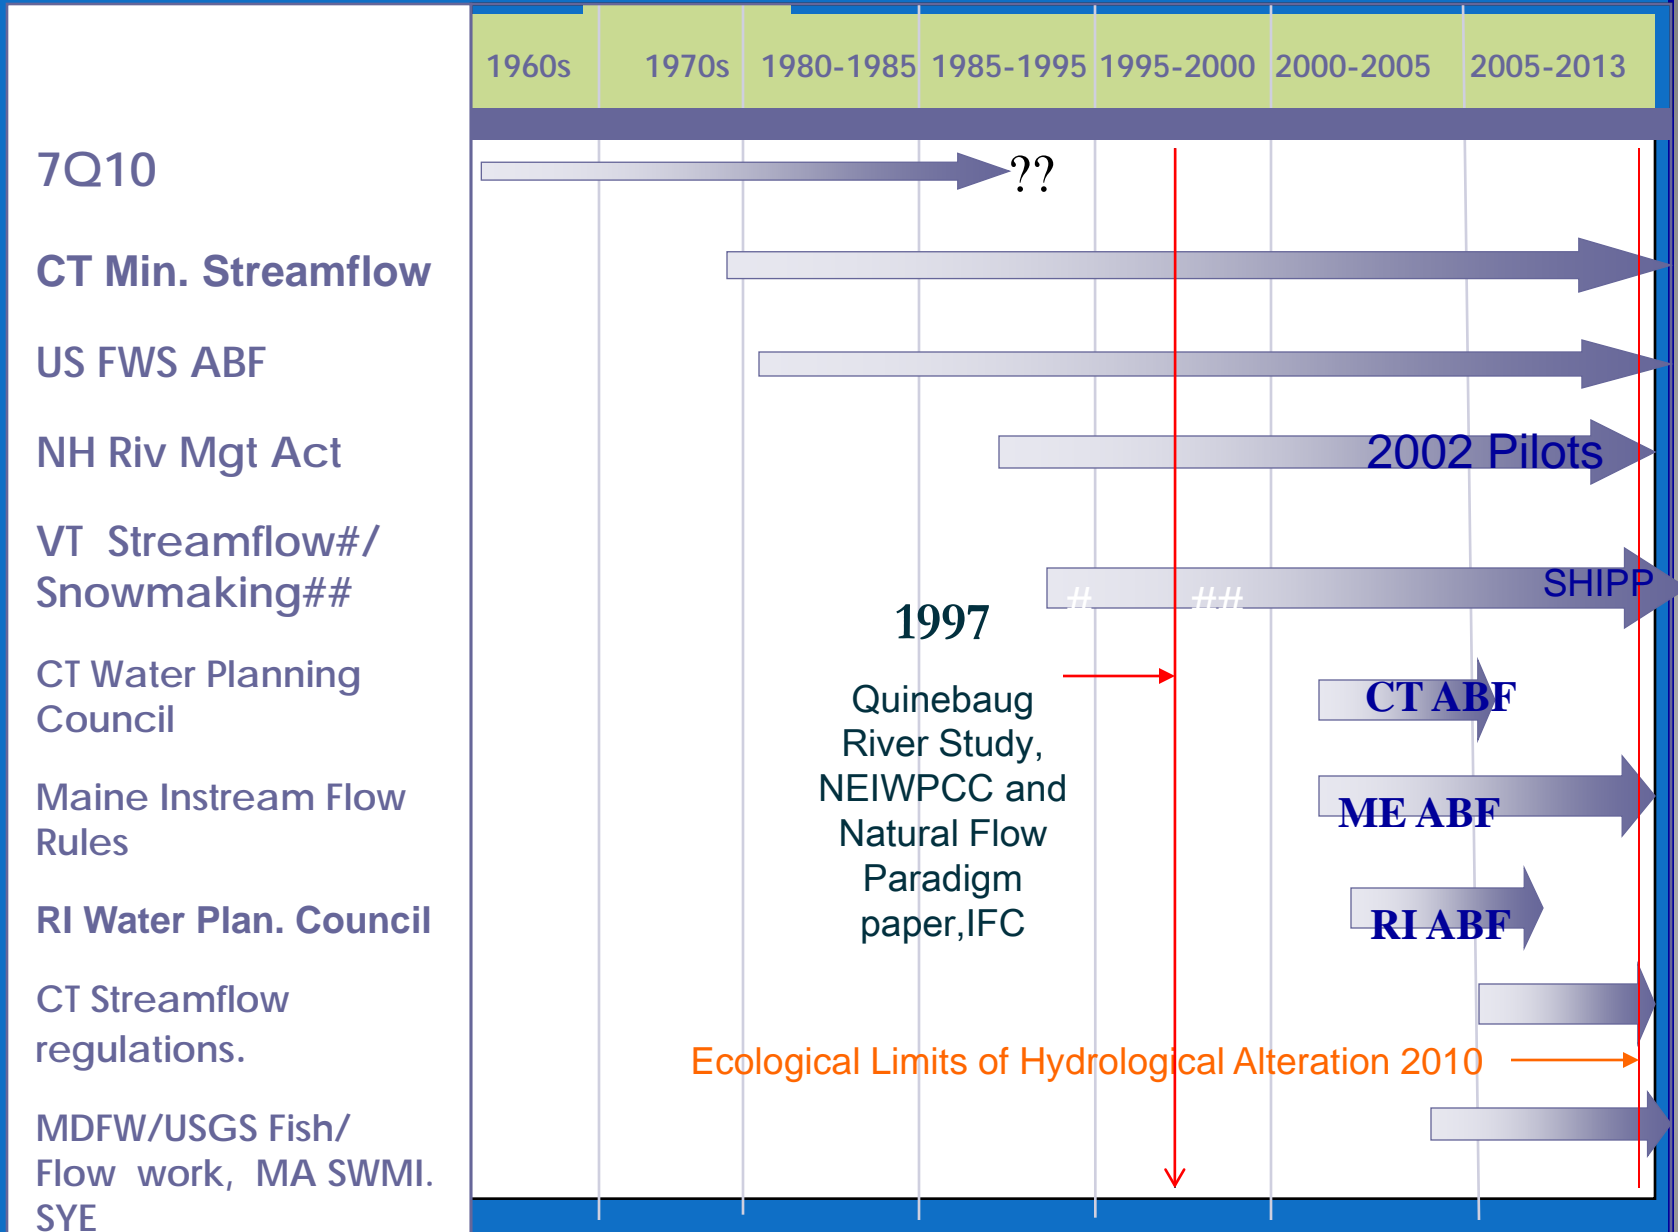 1960s 1970s 1980-1985 1985-1995 1995-2000 2000-2005 2005-2013
7Q10
??
CT Min. Streamflow
US FWS ABF
NH Riv Mgt Act
2002 Pilots
VT Streamflow#/
Snowmaking##
# ##
SHIPP
1997
Quinebaug
River Study,
NEIWPCC and
Natural Flow
Paradigm
paper,IFC
CT Water Planning
Council
CT ABF
Maine Instream Flow
Rules
ME ABF
RI Water Plan. Council
RI ABF
CT Streamflow
regulations.
Ecological Limits of Hydrological Alteration 2010
MDFW/USGS Fish/
Flow work, MA SWMI.
SYE